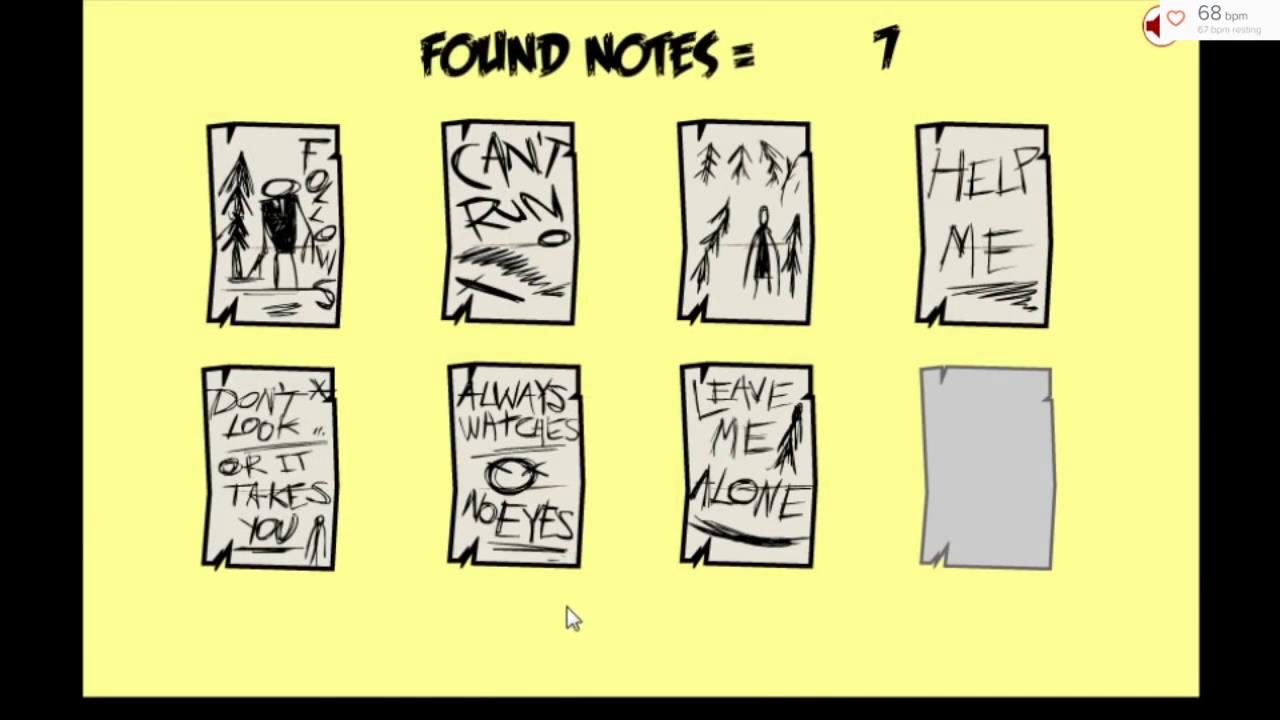 68 bpm
67 bpm resting
FOUND NOTES = 7
FOLLOWS
CAN'T
RUN
HELP
ME
DON'T
LOOK ..
OR IT
TAKES
YOU
ALWAYS
WATCHES
NO EYES
LEAVE
ME
ALONE